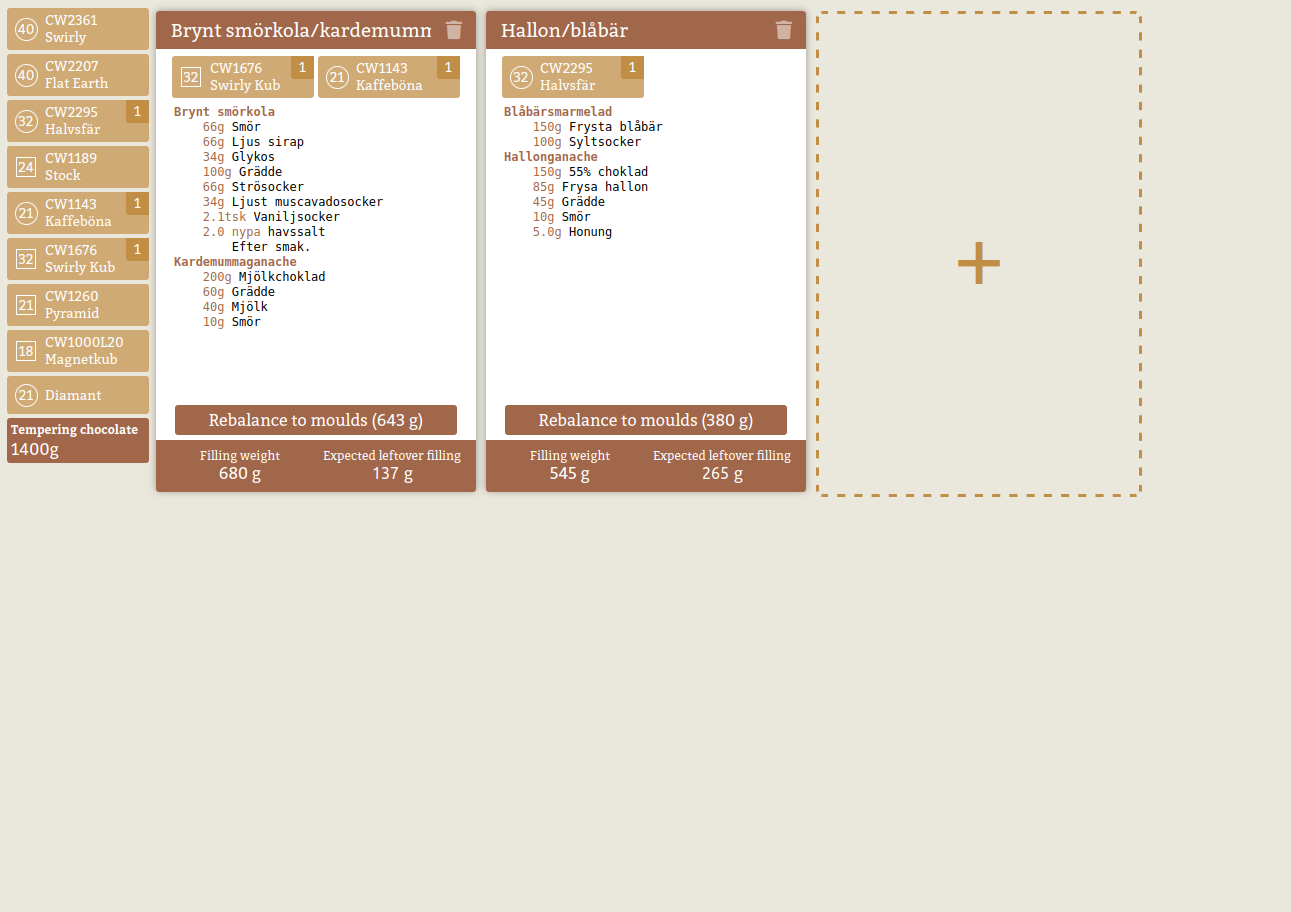 40 CW2361
Swirly
40 CW2207
Flat Earth
32 CW2295 1
Halvsfär
24 CW1189
Stock
21 CW1143 1
Kaffeböna
32 CW1676 1
Swirly Kub
21 CW1260
Pyramid
18 CW1000L20
Magnetkub
21 Diamant
Tempering chocolate
1400g
Brynt smörkola/kardemumm
32 CW1676 1
Swirly Kub
21 CW1143 1
Kaffeböna
Brynt smörkola
66g Smör
66g Ljus sirap
34g Glykos
100g Grädde
66g Strösocker
34g Ljust muscavadosocker
2.1tsk Vaniljsocker
2.0 nypa havssalt
Efter smak.
Kardemummaganache
200g Mjölkchoklad
60g Grädde
40g Mjölk
10g Smör
Rebalance to moulds (643 g)
Filling weight
680 g
Expected leftover filling
137 g
Hallon/blåbär
32 CW2295 1
Halvsfär
Blåbärsmarmelad
150g Frysta blåbär
100g Syltsocker
Hallonganache
150g 55% choklad
85g Frysa hallon
45g Grädde
10g Smör
5.0g Honung
Rebalance to moulds (380 g)
Filling weight
545 g
Expected leftover filling
265 g
+